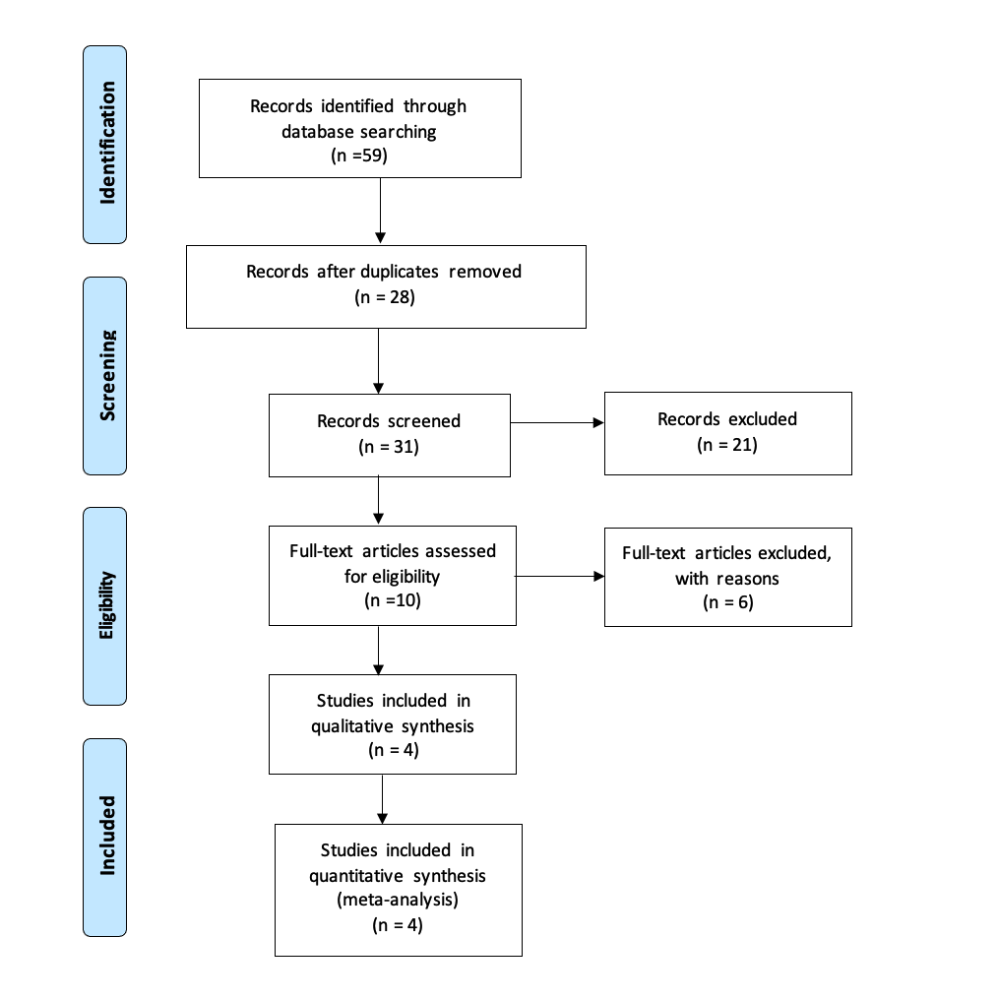 Identification
Records identified through
database searching
(n =59)
Records after duplicates removed
(n = 28)
Screening
Records screened
(n = 31)
Records excluded
(n = 21)
Eligibility
Full-text articles assessed
for eligibility
(n =10)
Full-text articles excluded,
with reasons
(n = 6)
Studies included in
qualitative synthesis
(n = 4)
Included
Studies included in
quantitative synthesis
(meta-analysis)
(n = 4)